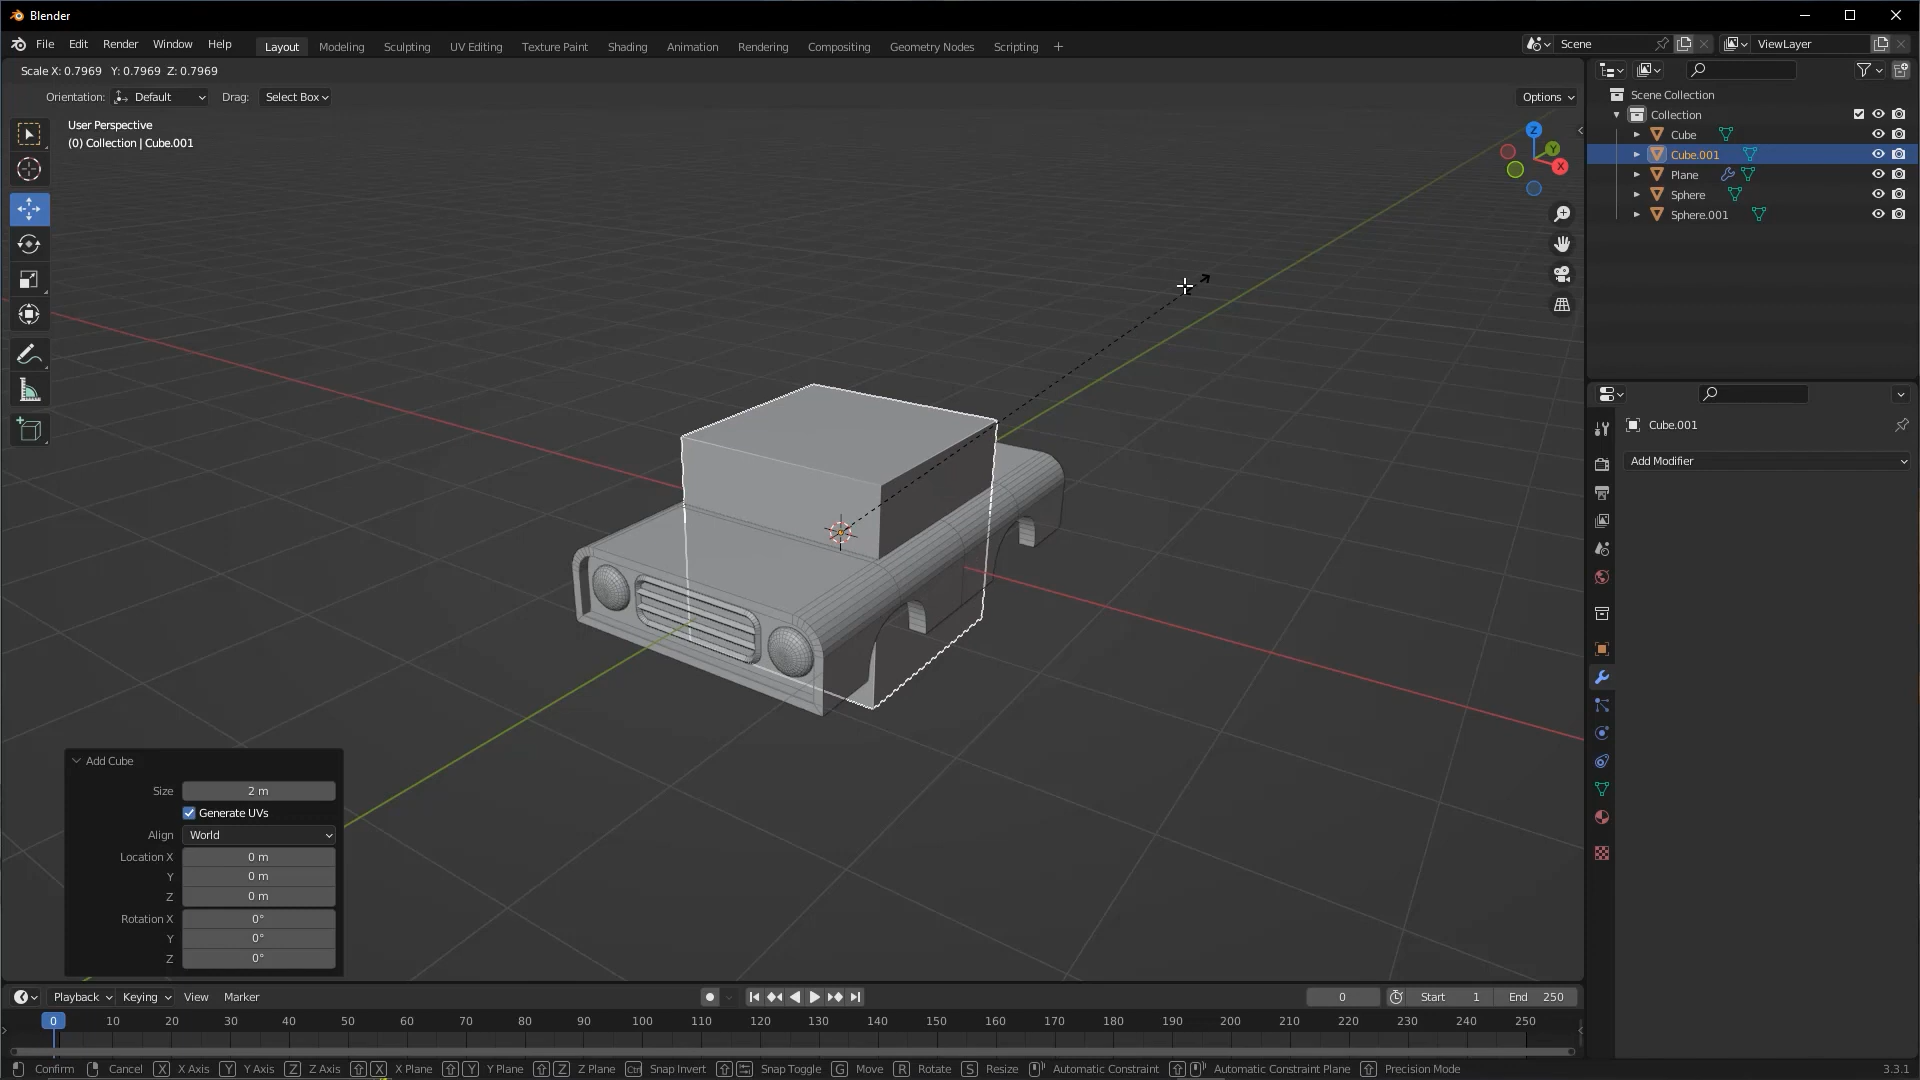 Blender
File Edit Render Window Help Layout Modeling Sculpting UV Editing Texture Paint Shading Animation Rendering Compositing Geometry Nodes Scripting + Scene ViewLayer
Scale X: 0.7969 Y: 0.7969 Z: 0.7969
Orientation: Default Drag: Select Box Options
User Perspective
(0) Collection | Cube.001
Z
Y
X
Scene Collection
Collection
Cube
Cube.001
Plane
Sphere
Sphere.001
Cube.001
Add Modifier
Add Cube
Size 2 m
Generate UVs
Align World
Location X 0 m
Y 0 m
Z 0 m
Rotation X 0°
Y 0°
Z 0°
Playback Keying View Marker 0 Start 1 End 250
0 10 20 30 40 50 60 70 80 90 100 110 120 130 140 150 160 170 180 190 200 210 220 230 240 250
Confirm Cancel X X Axis Y Y Axis Z Z Axis X X Plane Y Y Plane Z Z Plane Ctrl Snap Invert Snap Toggle G Move R Rotate S Resize Automatic Constraint Automatic Constraint Plane Precision Mode 3.3.1